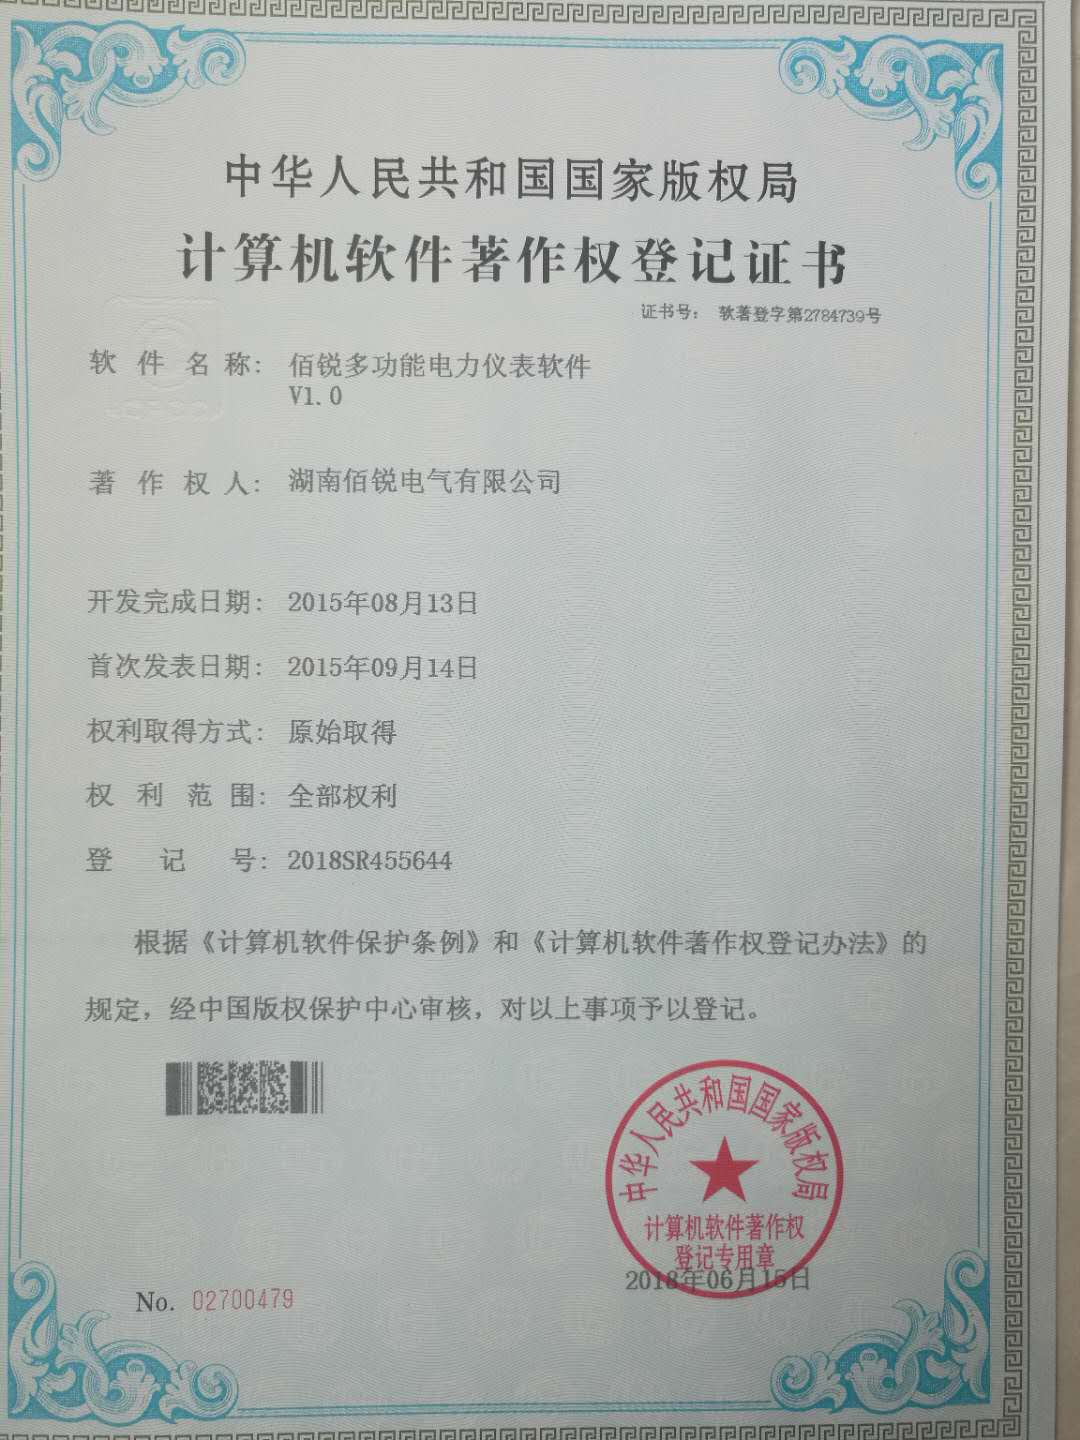 中华人民共和国国家版权局
计算机软件著作权登记证书
证书号： 软著登字第2784739号
软件名称： 佰锐多功能电力仪表软件
V1.0
著作权人： 湖南佰锐电气有限公司
开发完成日期： 2015年08月13日
首次发表日期： 2015年09月14日
权利取得方式： 原始取得
权利范围： 全部权利
登记号： 2018SR455644
根据《计算机软件保护条例》和《计算机软件著作权登记办法》的
规定，经中国版权保护中心审核，对以上事项予以登记。
中华人民共和国国家版权局
计算机软件著作权
登记专用章
2018年06月15日
No. 02700479